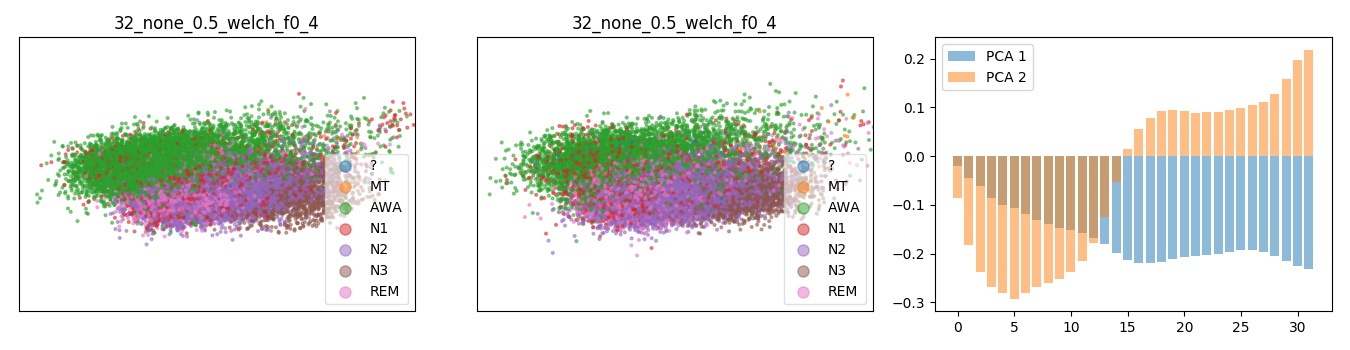 32_none_0.5_welch_f0_4
?
MT
AWA
N1
N2
N3
REM
32_none_0.5_welch_f0_4
?
MT
AWA
N1
N2
N3
REM
PCA 1
PCA 2
0.2
0.1
0.0
−0.1
−0.2
−0.3
0 5 10 15 20 25 30